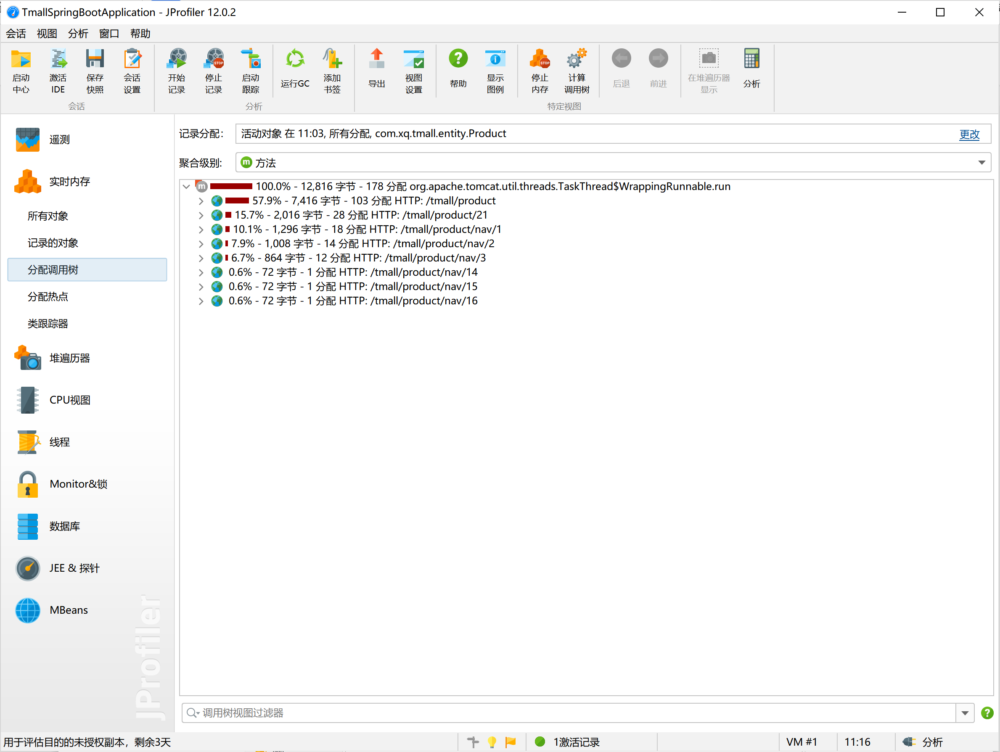 TmallSpringBootApplication - JProfiler 12.0.2
会话 视图 分析 窗口 帮助
启动中心 激活IDE 保存快照 会话设置 开始记录 停止记录 启动跟踪 运行GC 添加书签 导出 视图设置 帮助 显示图例 停止内存 计算调用树 后退 前进 在堆遍历器显示 分析
会话 分析 特定视图
遥测
实时内存
所有对象
记录的对象
分配调用树
分配热点
类跟踪器
堆遍历器
CPU视图
线程
Monitor&锁
数据库
JEE & 探针
MBeans
JProfiler
记录分配: 活动对象 在 11:03, 所有分配, com.xq.tmall.entity.Product 更改
聚合级别: m 方法
m 100.0% - 12,816 字节 - 178 分配 org.apache.tomcat.util.threads.TaskThread$WrappingRunnable.run
57.9% - 7,416 字节 - 103 分配 HTTP: /tmall/product
15.7% - 2,016 字节 - 28 分配 HTTP: /tmall/product/21
10.1% - 1,296 字节 - 18 分配 HTTP: /tmall/product/nav/1
7.9% - 1,008 字节 - 14 分配 HTTP: /tmall/product/nav/2
6.7% - 864 字节 - 12 分配 HTTP: /tmall/product/nav/3
0.6% - 72 字节 - 1 分配 HTTP: /tmall/product/nav/14
0.6% - 72 字节 - 1 分配 HTTP: /tmall/product/nav/15
0.6% - 72 字节 - 1 分配 HTTP: /tmall/product/nav/16
调用树视图过滤器
用于评估目的的未授权副本，剩余3天 1激活记录 VM #1 11:16 分析